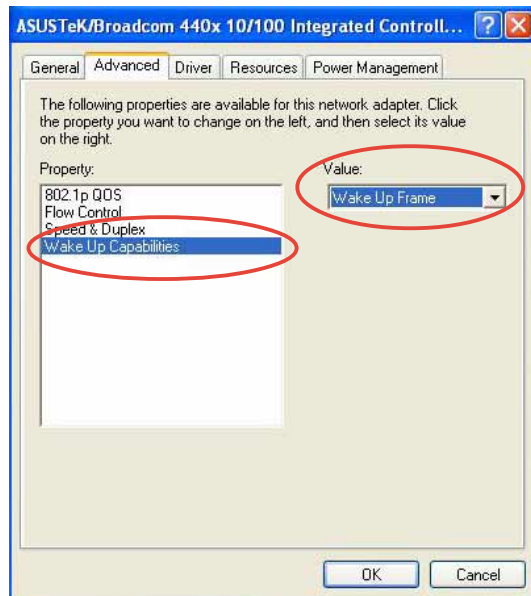 ASUSTeK/Broadcom 440x 10/100 Integrated Controll...
General Advanced Driver Resources Power Management
The following properties are available for this network adapter. Click
the property you want to change on the left, and then select its value
on the right.
Property:
802.1p QOS
Flow Control
Speed & Duplex
Wake Up Capabilities
Value:
Wake Up Frame
OK Cancel